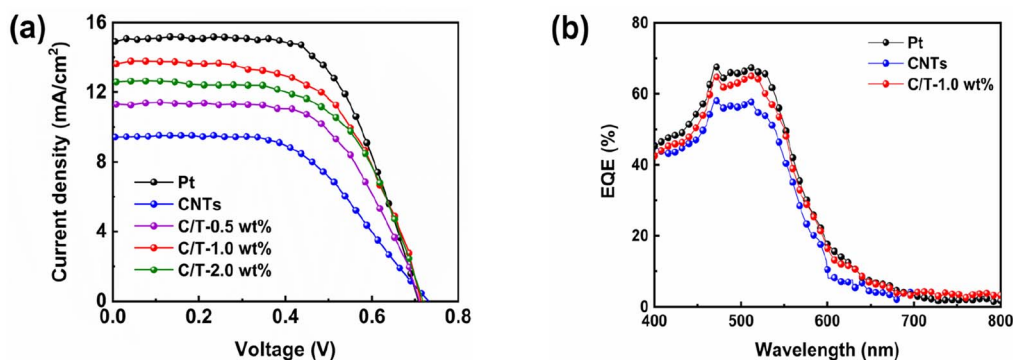 (a)
16
12
8
4
0
Current density (mA/cm²)
Pt
CNTs
C/T-0.5 wt%
C/T-1.0 wt%
C/T-2.0 wt%
0.0 0.2 0.4 0.6 0.8
Voltage (V)
(b)
80
60
40
20
0
EQE (%)
Pt
CNTs
C/T-1.0 wt%
400 500 600 700 800
Wavelength (nm)